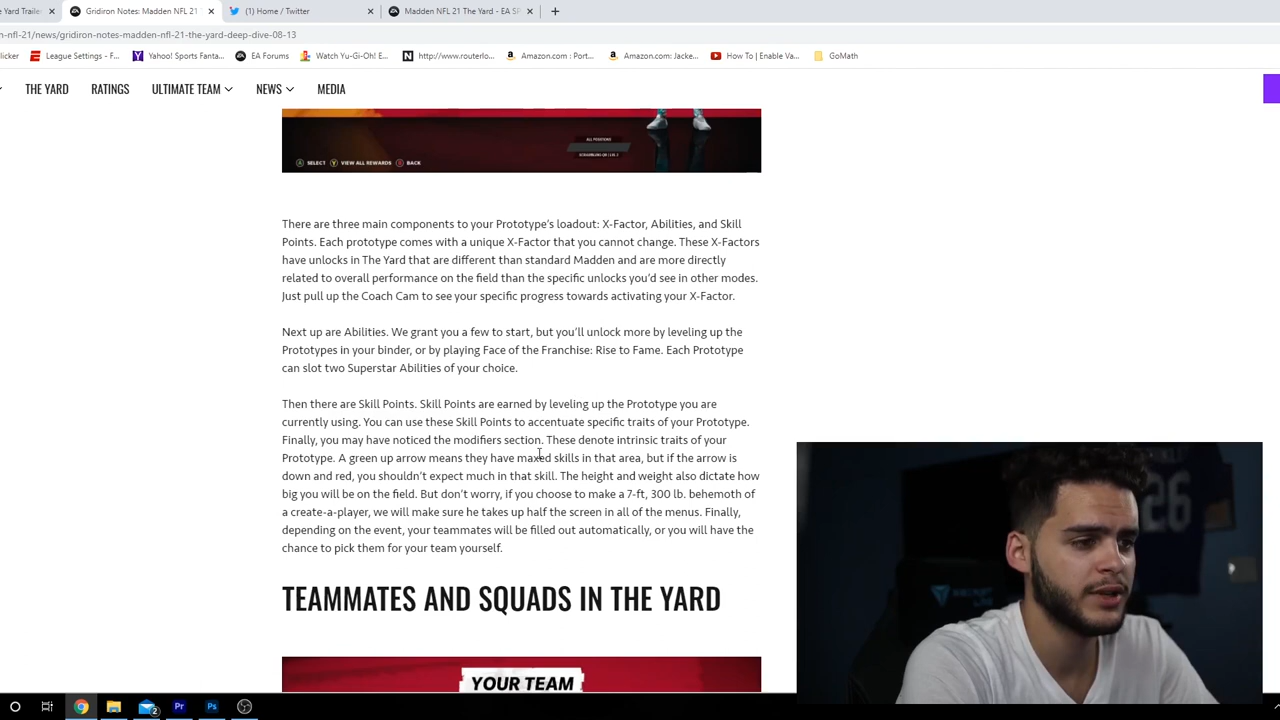 e Yard Trailer
Gridiron Notes: Madden NFL 21
(1) Home / Twitter
Madden NFL 21 The Yard - EA SP
n-nfl-21/news/gridiron-notes-madden-nfl-21-the-yard-deep-dive-08-13
licker
League Settings - F...
Yahoo! Sports Fanta...
EA Forums
Watch Yu-Gi-Oh! E...
http://www.routerlo...
Amazon.com : Port...
Amazon.com: Jacke...
How To | Enable Va...
GoMath
THE YARD
RATINGS
ULTIMATE TEAM
NEWS
MEDIA
ALL POSITIONS
SELECT
VIEW ALL REWARDS
BACK
There are three main components to your Prototype's loadout: X-Factor, Abilities, and Skill
Points. Each prototype comes with a unique X-Factor that you cannot change. These X-Factors
have unlocks in The Yard that are different than standard Madden and are more directly
related to overall performance on the field than the specific unlocks you'd see in other modes.
Just pull up the Coach Cam to see your specific progress towards activating your X-Factor.
Next up are Abilities. We grant you a few to start, but you'll unlock more by leveling up the
Prototypes in your binder, or by playing Face of the Franchise: Rise to Fame. Each Prototype
can slot two Superstar Abilities of your choice.
Then there are Skill Points. Skill Points are earned by leveling up the Prototype you are
currently using. You can use these Skill Points to accentuate specific traits of your Prototype.
Finally, you may have noticed the modifiers section. These denote intrinsic traits of your
Prototype. A green up arrow means they have maxed skills in that area, but if the arrow is
down and red, you shouldn't expect much in that skill. The height and weight also dictate how
big you will be on the field. But don't worry, if you choose to make a 7-ft, 300 lb. behemoth of
a create-a-player, we will make sure he takes up half the screen in all of the menus. Finally,
depending on the event, your teammates will be filled out automatically, or you will have the
chance to pick them for your team yourself.
TEAMMATES AND SQUADS IN THE YARD
YOUR TEAM
26